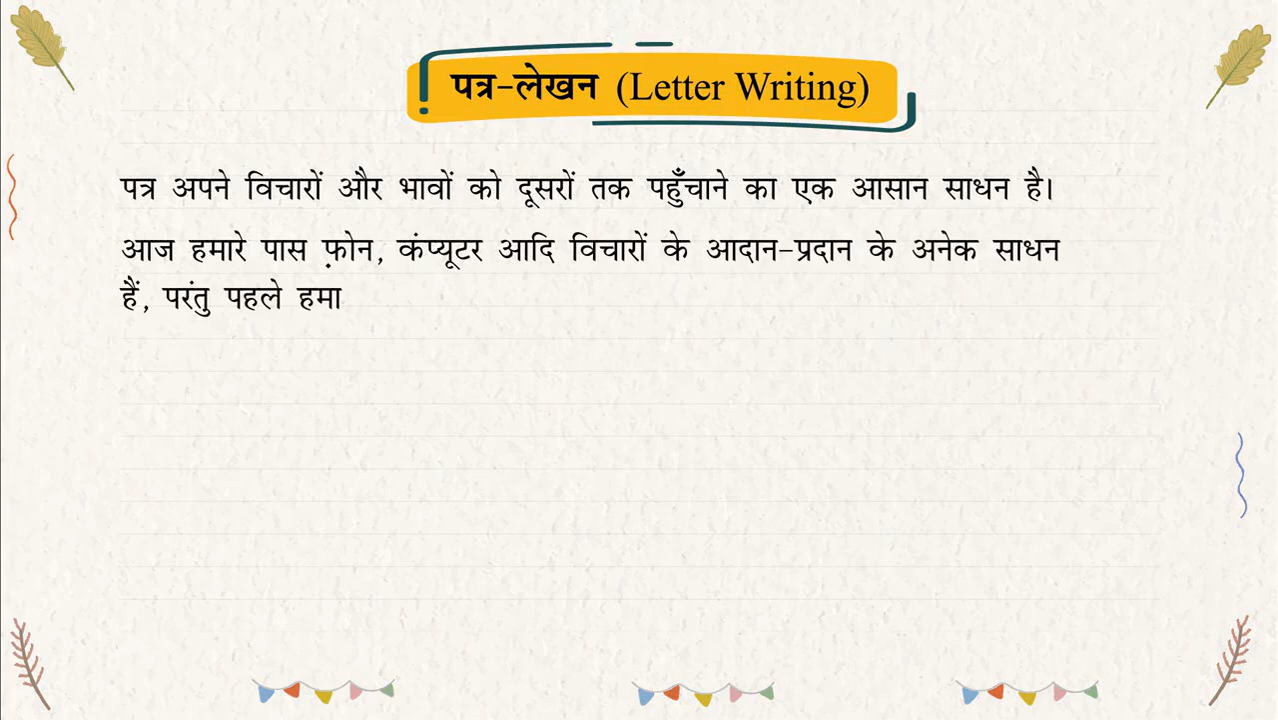 पत्र-लेखन (Letter Writing)
पत्र अपने विचारों और भावों को दूसरों तक पहुँचाने का एक आसान साधन है।
आज हमारे पास फ़ोन, कंप्यूटर आदि विचारों के आदान-प्रदान के अनेक साधन
हैं, परंतु पहले हमा